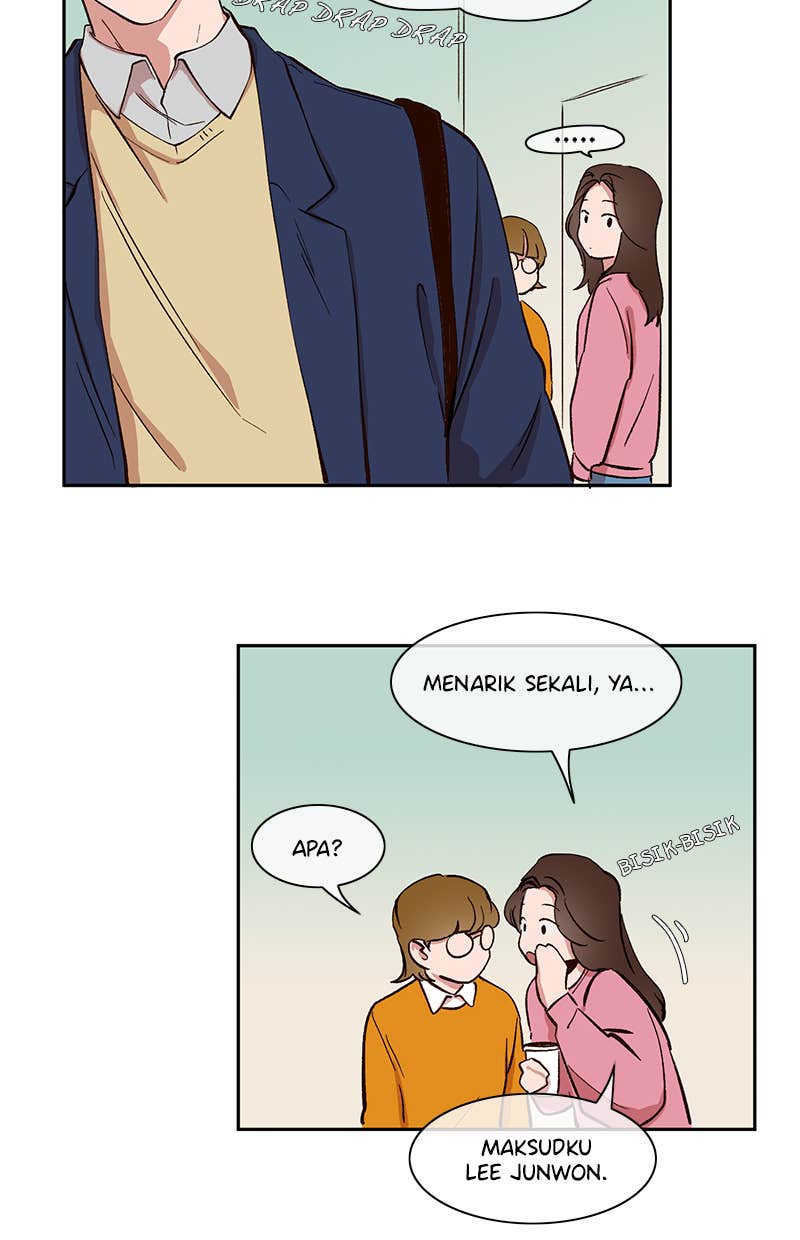 DRAP DRAP DRAP
•••••
MENARIK SEKALI, YA...
APA?
BISIK-BISIK
MAKSUDKU
LEE JUNWON.